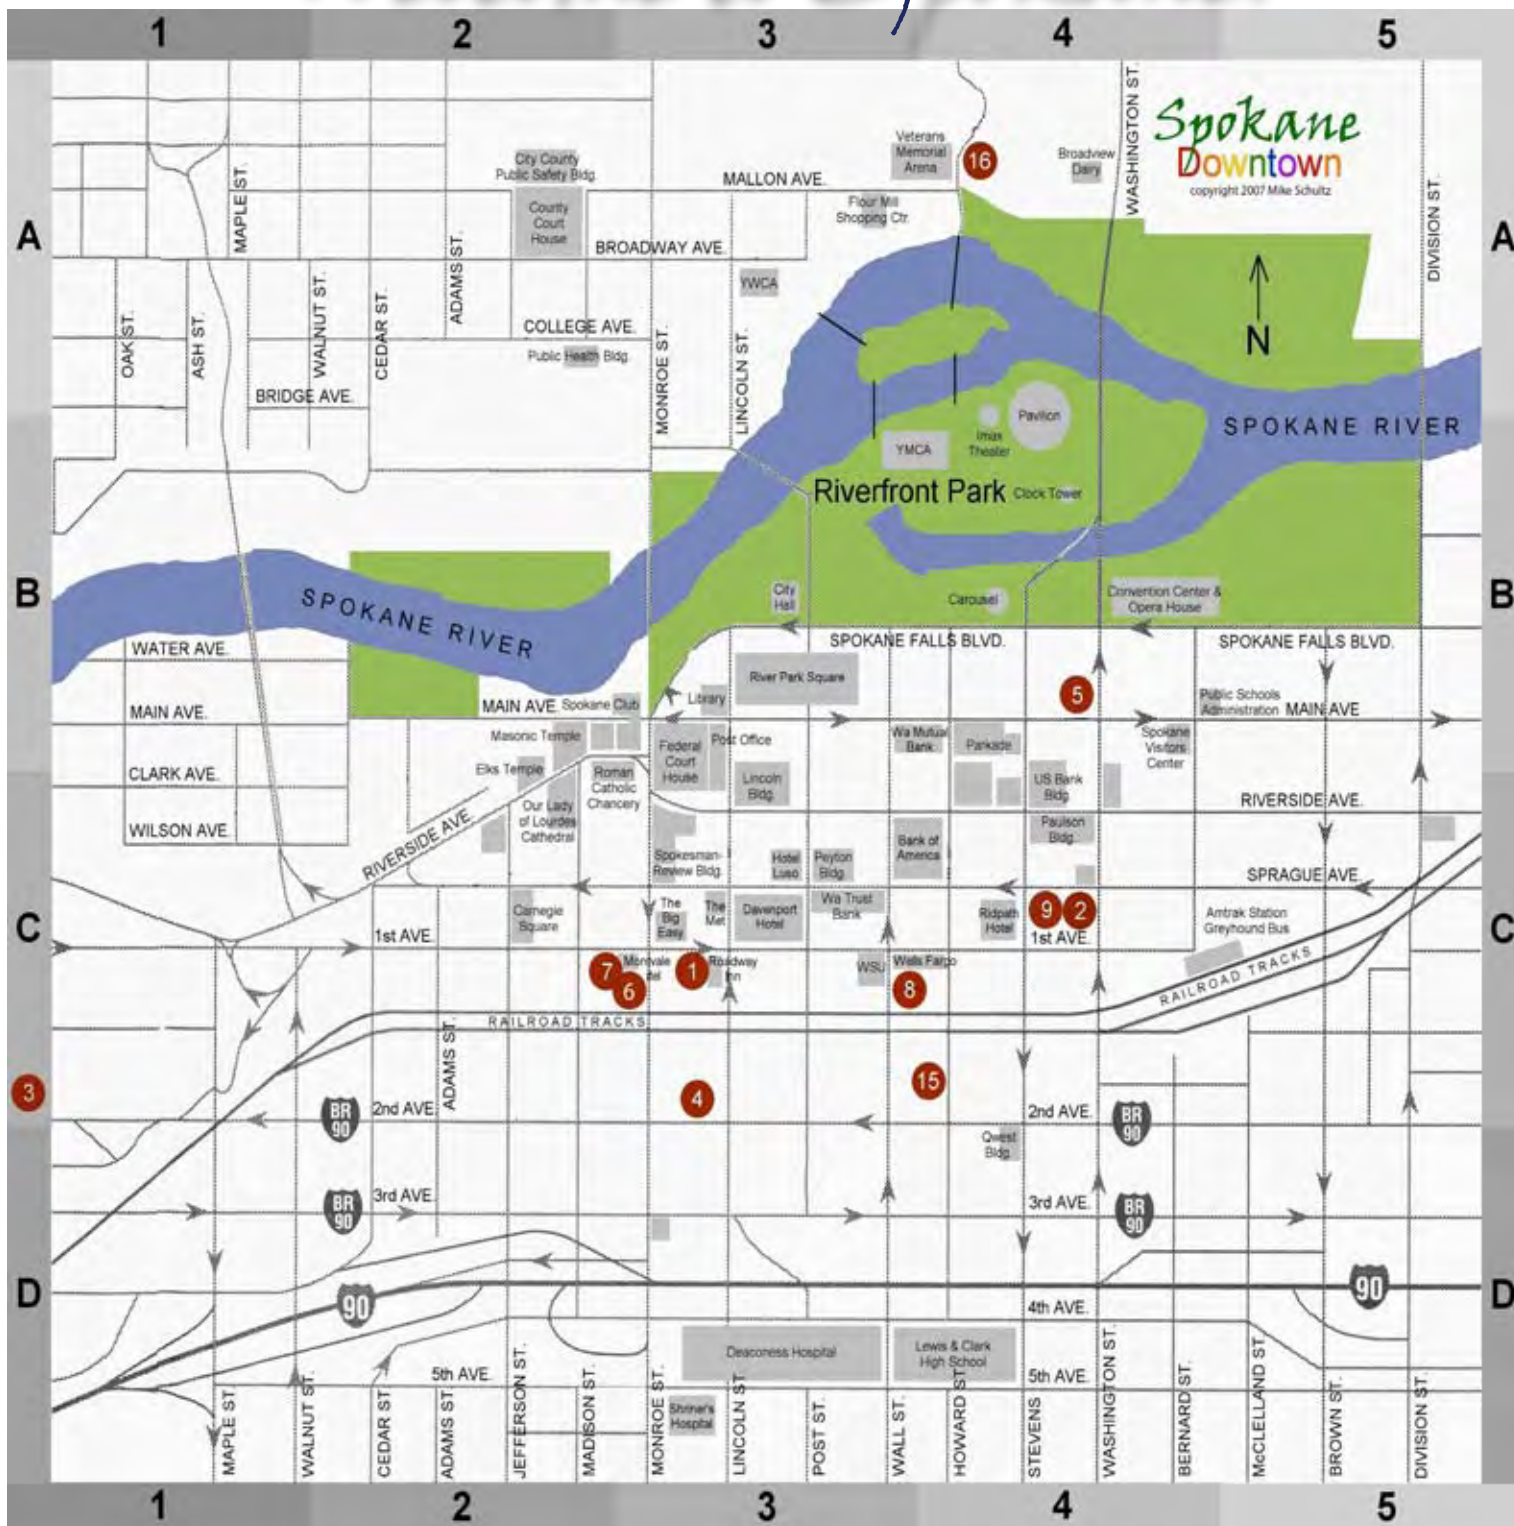 1 2 3 4 5
Spokane
Downtown
copyright 2007 Mike Schultz
A
A
N
WASHINGTON ST.
DIVISION ST.
Veterans
Memorial
Arena
16
Broadview
Dairy
City County
Public Safety Bldg.
MALLON AVE.
Flour Mill
Shopping Ctr.
County
Court
House
MAPLE ST.
ADAMS ST.
BROADWAY AVE.
YWCA
OAK ST.
ASH ST.
WALNUT ST.
CEDAR ST.
COLLEGE AVE.
Public Health Bldg.
MONROE ST.
LINCOLN ST.
BRIDGE AVE.
Pavilion
Imax
Theater
YMCA
SPOKANE RIVER
Riverfront Park
Clock Tower
B
B
SPOKANE RIVER
City
Hall
Carousel
Convention Center &
Opera House
WATER AVE.
SPOKANE FALLS BLVD.
SPOKANE FALLS BLVD.
River Park Square
5
Library
Public Schools
Administration
MAIN AVE
MAIN AVE.
MAIN AVE
Spokane Club
Masonic Temple
Federal
Court
House
Post Office
Wa Mutual
Bank
Parkade
Spokane
Visitors
Center
CLARK AVE.
Elks Temple
Roman
Catholic
Chancery
Lincoln
Bldg.
US Bank
Bldg.
RIVERSIDE AVE.
WILSON AVE.
RIVERSIDE AVE.
Our Lady
of Lourdes
Cathedral
Paulson
Bldg.
Spokesman-
Review Bldg.
Hotel
Luso
Peyton
Bldg.
Bank of
America
SPRAGUE AVE.
C
C
Carnegie
Square
The
Big
Easy
The
Met
Davenport
Hotel
Wa Trust
Bank
Ridpath
Hotel
9
2
Amtrak Station
Greyhound Bus
1st AVE.
1st AVE.
7
6
1
Roadway
Inn
WSU
Wells Fargo
8
RAILROAD TRACKS
RAILROAD TRACKS
ADAMS ST.
3
4
15
BR
90
2nd AVE.
2nd AVE.
BR
90
Qwest
Bldg.
BR
90
3rd AVE.
3rd AVE.
BR
90
D
D
90
90
4th AVE.
Deaconess Hospital
Lewis & Clark
High School
5th AVE.
5th AVE.
Shriner's
Hospital
MAPLE ST.
WALNUT ST.
CEDAR ST
ADAMS ST.
JEFFERSON ST.
MADISON ST.
MONROE ST.
LINCOLN ST.
POST ST.
WALL ST.
HOWARD ST.
STEVENS
WASHINGTON ST.
BERNARD ST.
McCLELLAND ST.
BROWN ST.
DIVISION ST.
1 2 3 4 5